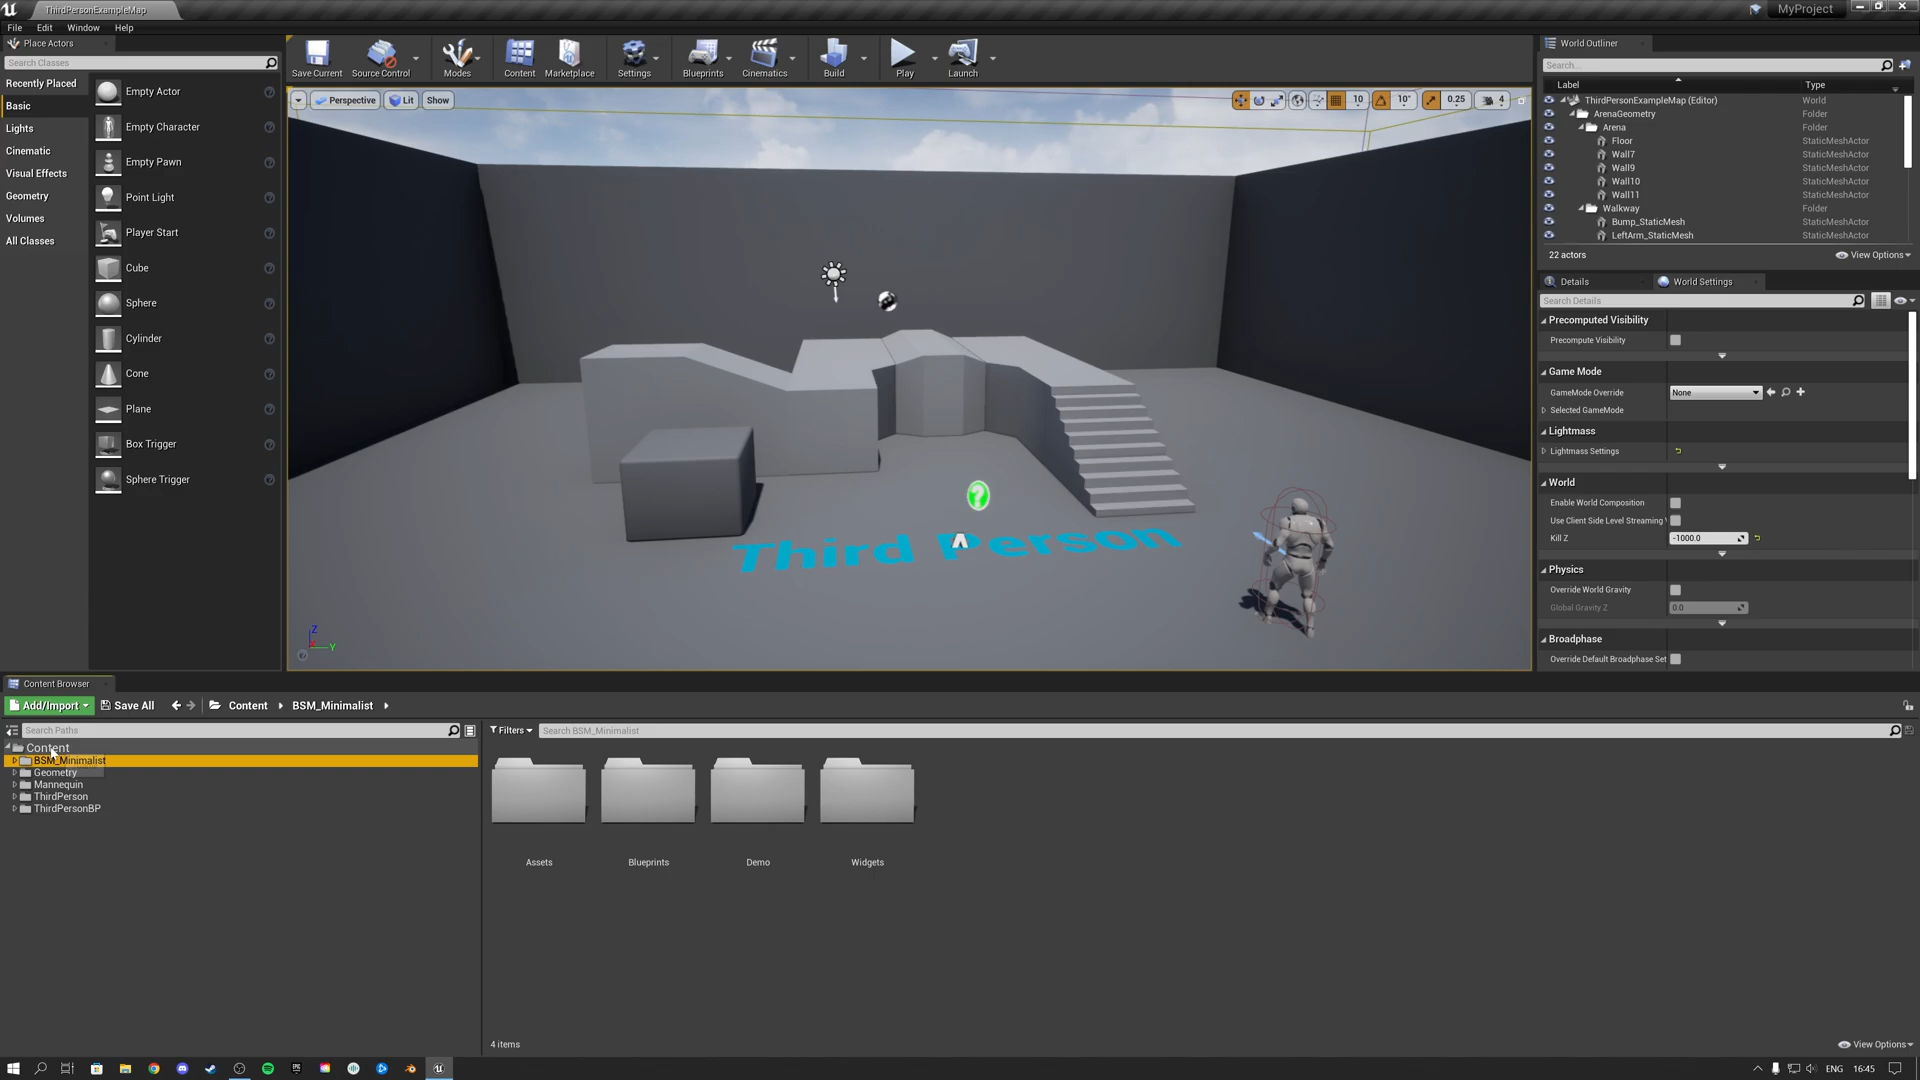 ThirdPersonExampleMap
MyProject
File Edit Window Help
Place Actors
Search Classes
Recently Placed
Basic
Lights
Cinematic
Visual Effects
Geometry
Volumes
All Classes
Empty Actor
Empty Character
Empty Pawn
Point Light
Player Start
Cube
Sphere
Cylinder
Cone
Plane
Box Trigger
Sphere Trigger
Save Current
Source Control
Modes
Content
Marketplace
Settings
Blueprints
Cinematics
Build
Play
Launch
Perspective Lit Show
10 10° 0.25 4
Third Person
Z
Y
World Outliner
Search...
Label Type
ThirdPersonExampleMap (Editor) World
ArenaGeometry Folder
Arena Folder
Floor StaticMeshActor
Wall7 StaticMeshActor
Wall9 StaticMeshActor
Wall10 StaticMeshActor
Wall11 StaticMeshActor
Walkway Folder
Bump_StaticMesh StaticMeshActor
LeftArm_StaticMesh StaticMeshActor
22 actors View Options
Details World Settings
Search Details
Precomputed Visibility
Precompute Visibility
Game Mode
GameMode Override None
Selected GameMode
Lightmass
Lightmass Settings
World
Enable World Composition
Use Client Side Level Streaming
Kill Z -1000.0
Physics
Override World Gravity
Global Gravity Z 0.0
Broadphase
Override Default Broadphase Set
Content Browser
Add/Import Save All Content BSM_Minimalist
Search Paths
Content
BSM_Minimalist
Geometry
Mannequin
ThirdPerson
ThirdPersonBP
Filters Search BSM_Minimalist
Assets Blueprints Demo Widgets
4 items View Options
ENG 16:45